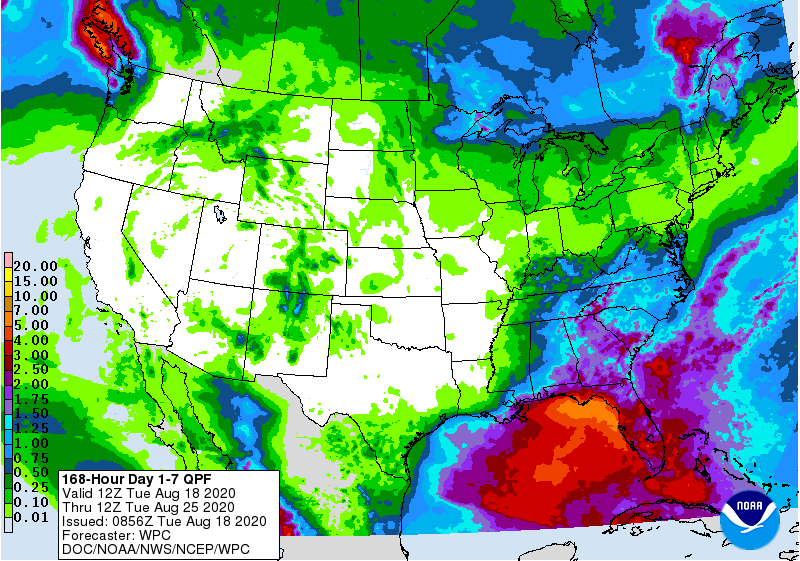 20.00
15.00
10.00
7.00
5.00
4.00
3.00
2.50
2.00
1.75
1.50
1.25
1.00
0.75
0.50
0.25
0.10
0.01
168-Hour Day 1-7 QPF
Valid 12Z Tue Aug 18 2020
Thru 12Z Tue Aug 25 2020
Issued: 0856Z Tue Aug 18 2020
Forecaster: WPC
DOC/NOAA/NWS/NCEP/WPC
NOAA